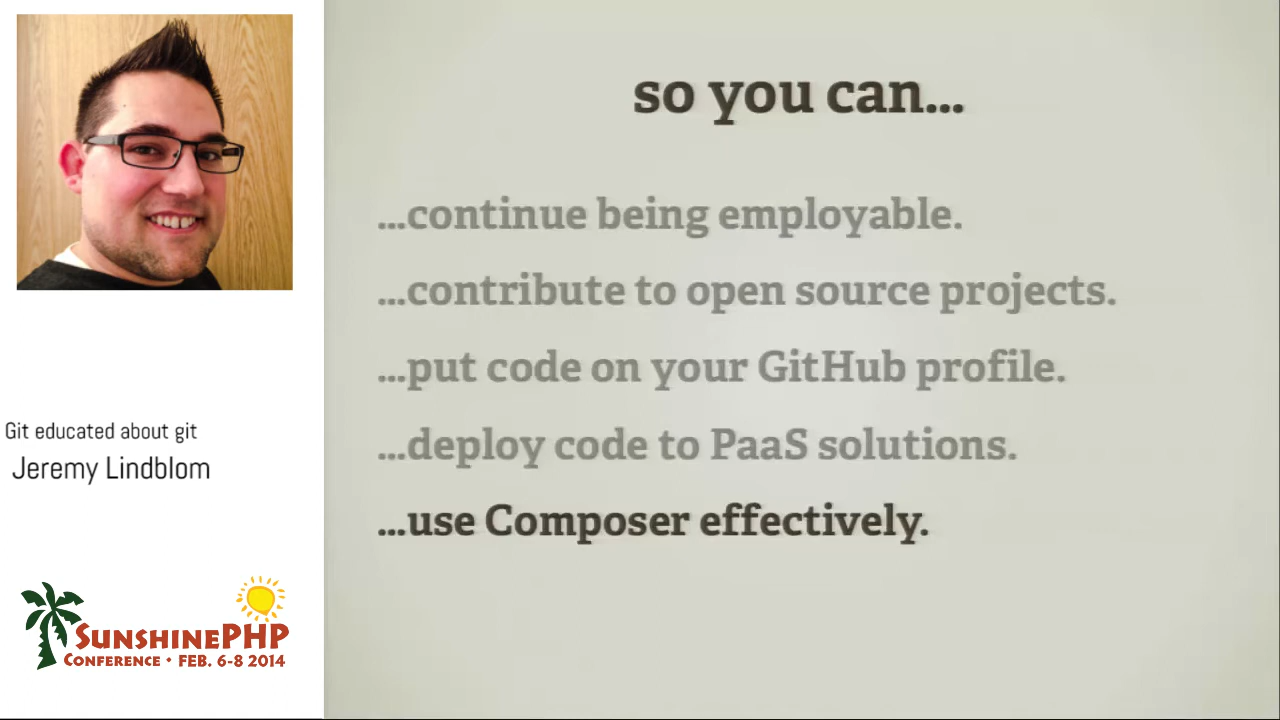 so you can...
...continue being employable.
...contribute to open source projects.
...put code on your GitHub profile.
...deploy code to PaaS solutions.
...use Composer effectively.
Git educated about git
Jeremy Lindblom
SunshinePHP
Conference • Feb. 6-8 2014